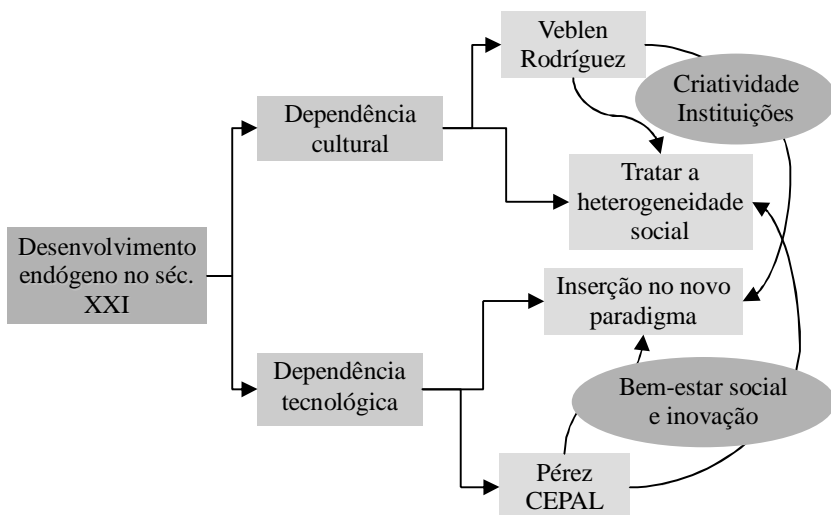 Veblen
Rodríguez
Criatividade
Instituições
Dependência
cultural
Tratar a
heterogeneidade
social
Desenvolvimento
endógeno no séc.
XXI
Inserção no novo
paradigma
Dependência
tecnológica
Bem-estar social
e inovação
Pérez
CEPAL